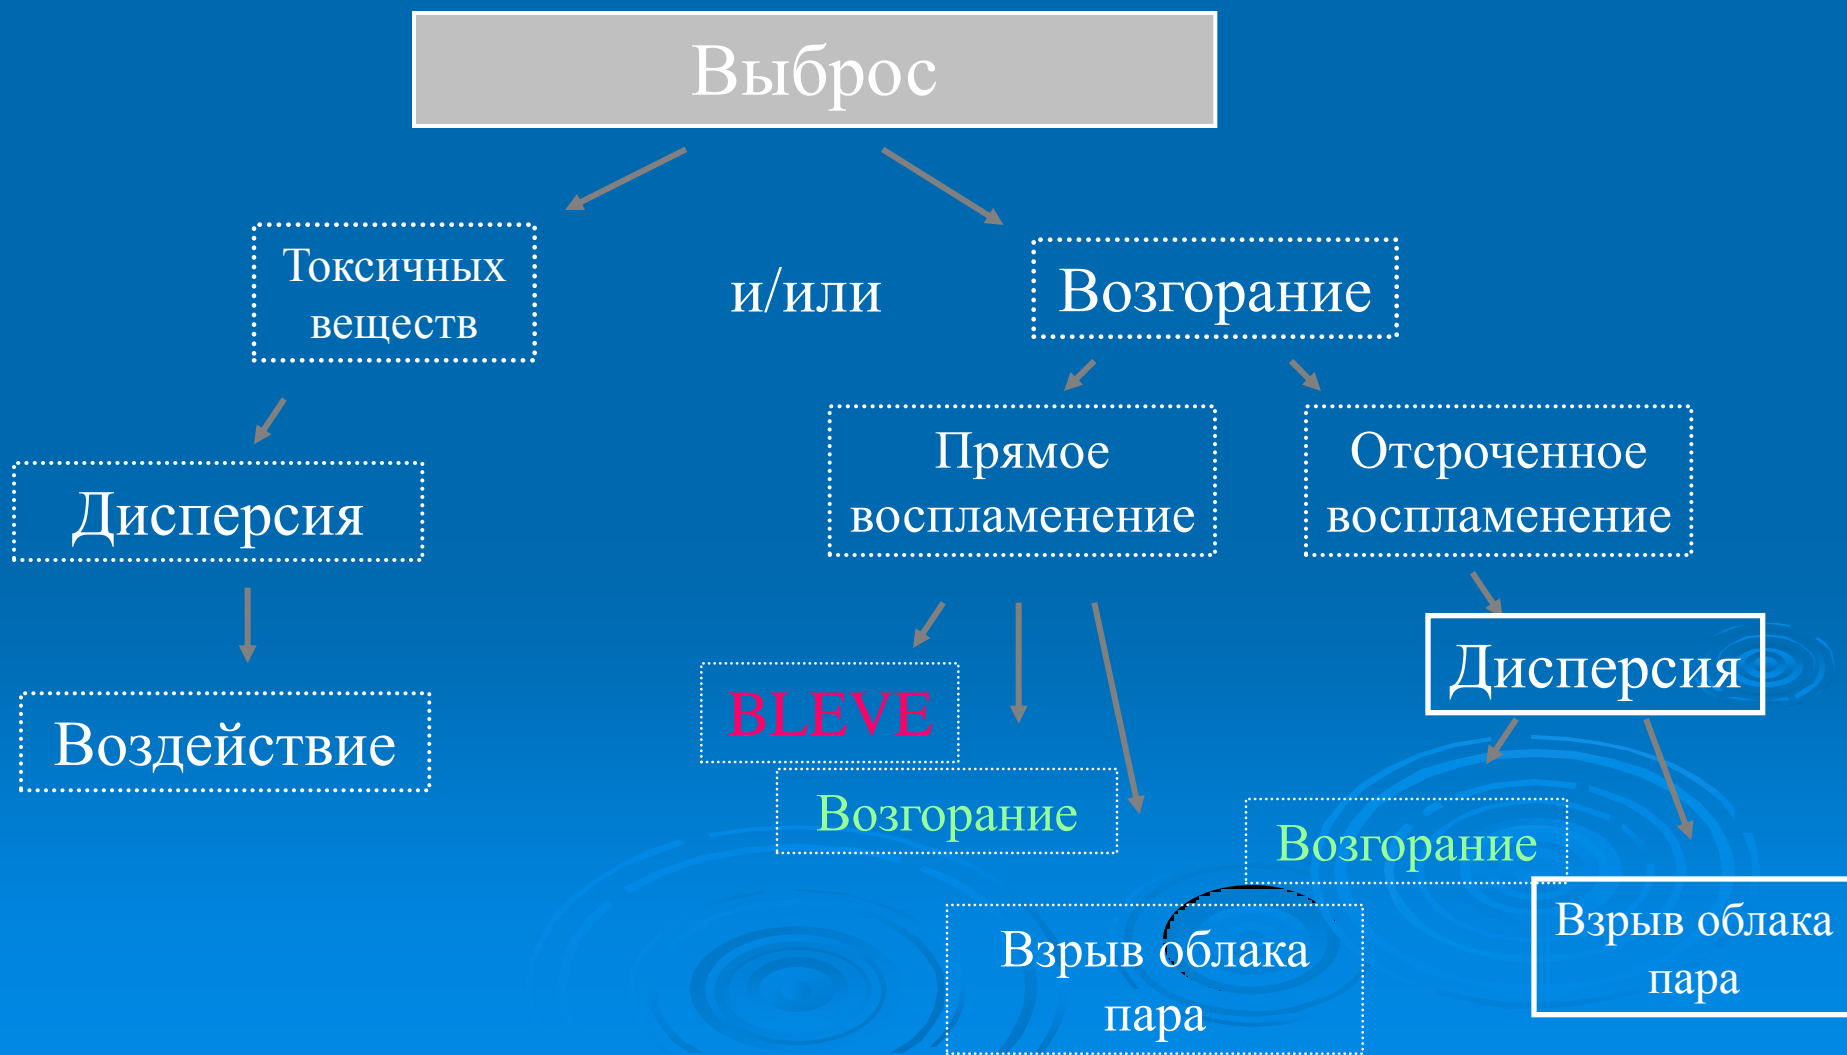 Выброс
Токсичных
веществ
и/или
Возгорание
Прямое
воспламенение
Отсроченное
воспламенение
Дисперсия
Дисперсия
Воздействие
BLEVE
Возгорание
Возгорание
Взрыв облака
пара
Взрыв облака
пара